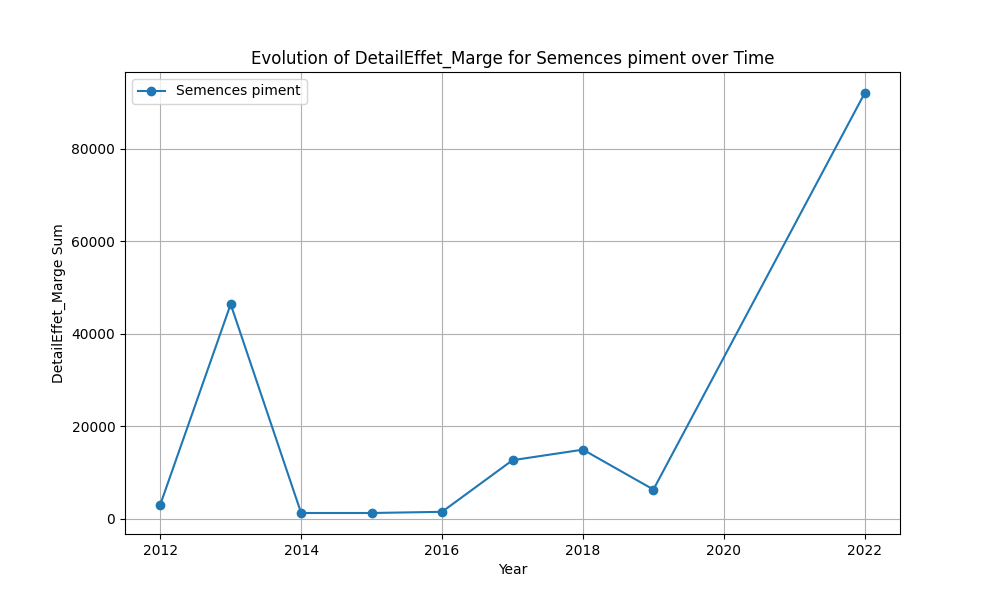 Evolution of DetailEffet_Marge for Semences piment over Time
Semences piment
DetailEffet_Marge Sum
80000
60000
40000
20000
0
2012 2014 2016 2018 2020 2022
Year